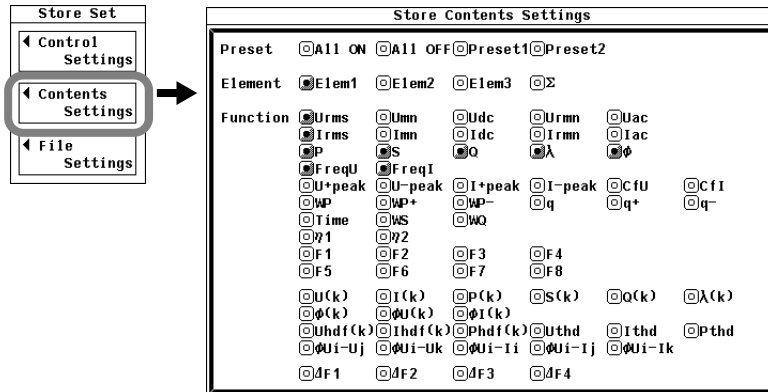 Store Set
Control
Settings
Contents
Settings
File
Settings
Store Contents Settings
Preset All ON All OFF Preset1 Preset2
Element Elem1 Elem2 Elem3 Σ
Function Urms Umn Udc Urmn Uac
Irms Imn Idc Irmn Iac
P S Q λ φ
FreqU FreqI
U+peak U-peak I+peak I-peak CfU CfI
WP WP+ WP- q q+ q-
Time WS WQ
η1 η2
F1 F2 F3 F4
F5 F6 F7 F8
U(k) I(k) P(k) S(k) Q(k) λ(k)
φ(k) φU(k) φI(k)
Uhdf(k) Ihdf(k) Phdf(k) Uthd Ithd Pthd
φUi-Uj φUi-Uk φUi-Ii φUi-Ij φUi-Ik
ΔF1 ΔF2 ΔF3 ΔF4